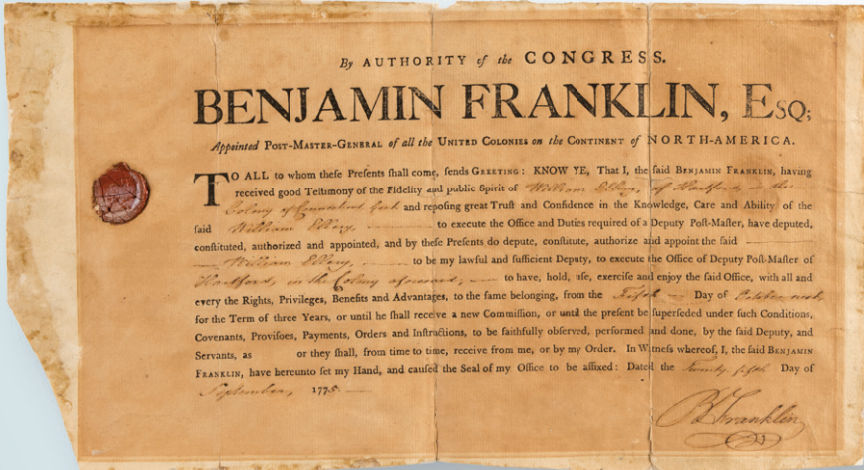 By AUTHORITY of the CONGRESS.
BENJAMIN FRANKLIN, ESQ;
Appointed POST-MASTER-GENERAL of all the UNITED COLONIES on the CONTINENT of NORTH-AMERICA.
TO ALL to whom theſe Preſents ſhall come, ſends GREETING: KNOW YE, That I, the ſaid BENJAMIN FRANKLIN, having
received good Teſtimony of the Fidelity and public Spirit of William Ellery, of Hartford in the
Colony of Connecticut and repoſing great Truſt and Confidence in the Knowledge, Care and Ability of the
ſaid William Ellery, to execute the Office and Duties required of a Deputy Poſt-Maſter, have deputed,
conſtituted, authorized and appointed, and by theſe Preſents do depute, conſtitute, authorize and appoint the ſaid
William Ellery, to be my lawful and ſufficient Deputy, to execute the Office of Deputy Poſt-Maſter of
Hartford, in the Colony aforesaid, to have, hold, uſe, exerciſe and enjoy the ſaid Office, with all and
every the Rights, Privileges, Benefits and Advantages, to the ſame belonging, from the Fifth Day of October next,
for the Term of three Years, or until he ſhall receive a new Commiſſion, or until the preſent be ſuperſeded under ſuch Conditions,
Covenants, Proviſoes, Payments, Orders and Inſtructions, to be faithfully obſerved, performed and done, by the ſaid Deputy, and
Servants, as or they ſhall, from time to time, receive from me, or by my Order. In Witneſs whereof, I, the ſaid BENJAMIN
FRANKLIN, have hereunto ſet my Hand, and cauſed the Seal of my Office to be affixed: Dated the Twenty fifth Day of
September, 1775
B Franklin